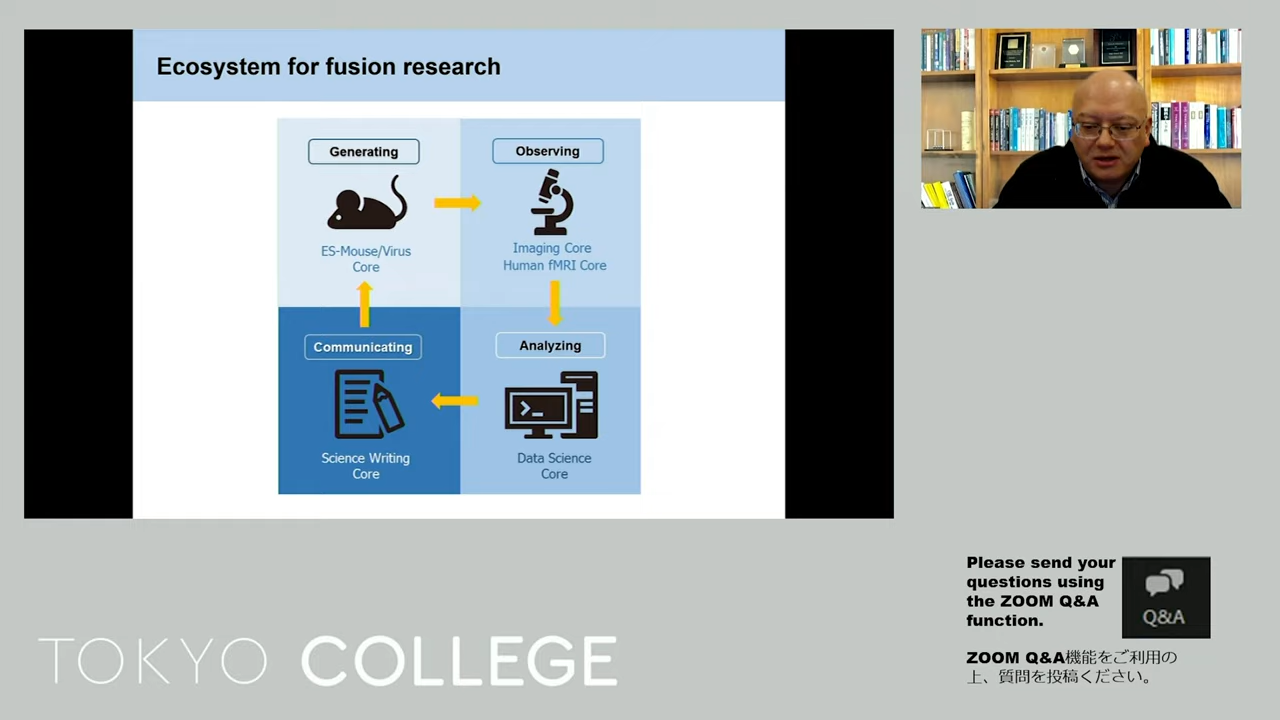 Ecosystem for fusion research
Generating
ES-Mouse/Virus
Core
Observing
Imaging Core
Human fMRI Core
Communicating
Science Writing
Core
Analyzing
Data Science
Core
Please send your
questions using
the ZOOM Q&A
function.
Q&A
ZOOM Q&A機能をご利用の
上、質問を投稿ください。
TOKYO COLLEGE